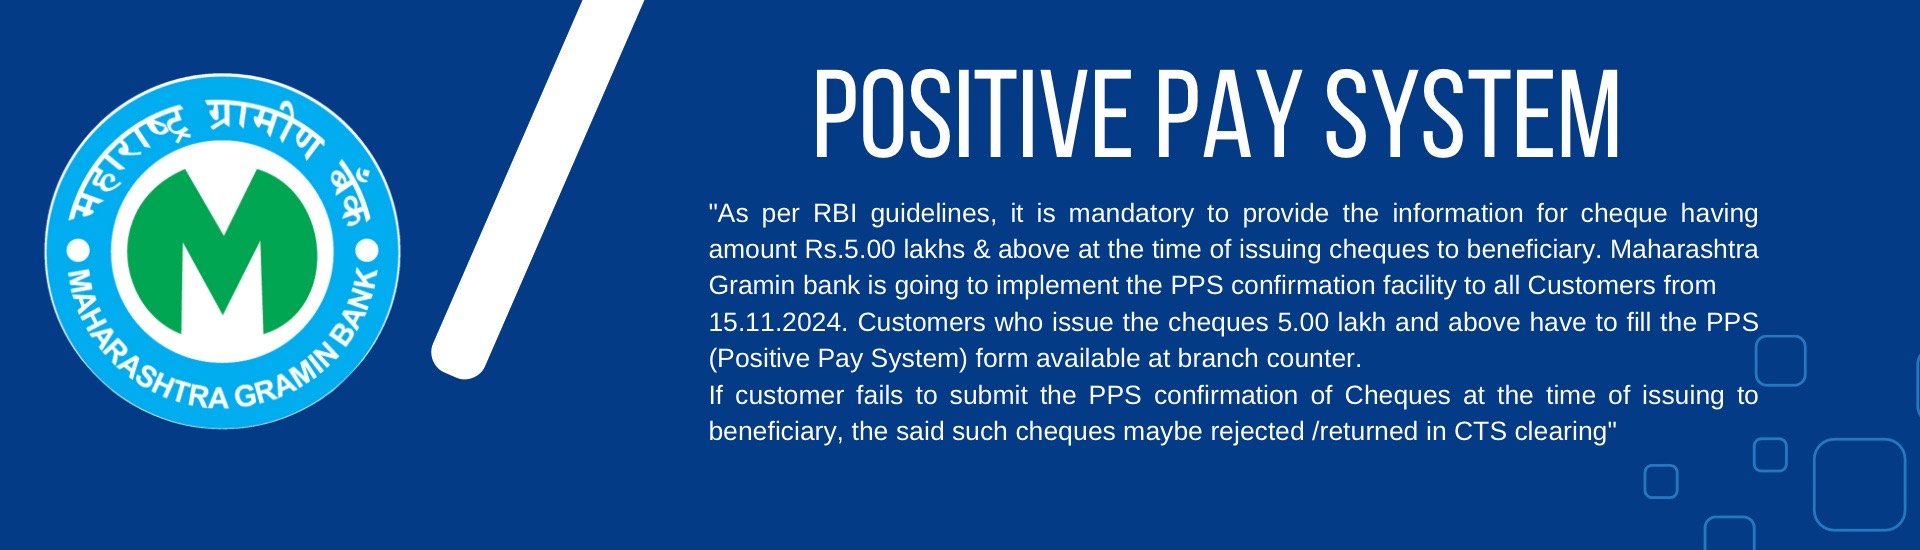 महाराष्ट्र ग्रामीण बँक
MAHARASHTRA GRAMIN BANK
POSITIVE PAY SYSTEM
"As per RBI guidelines, it is mandatory to provide the information for cheque having
amount Rs.5.00 lakhs & above at the time of issuing cheques to beneficiary. Maharashtra
Gramin bank is going to implement the PPS confirmation facility to all Customers from
15.11.2024. Customers who issue the cheques 5.00 lakh and above have to fill the PPS
(Positive Pay System) form available at branch counter.
If customer fails to submit the PPS confirmation of Cheques at the time of issuing to
beneficiary, the said such cheques maybe rejected /returned in CTS clearing"